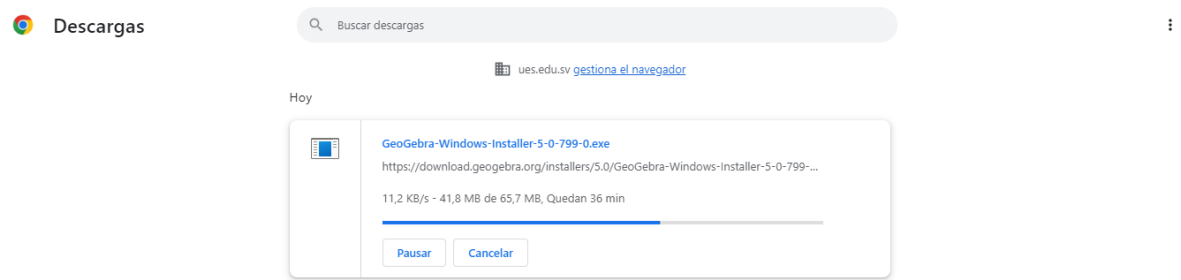 Descargas
Buscar descargas
ues.edu.sv gestiona el navegador
Hoy
GeoGebra-Windows-Installer-5-0-799-0.exe
https://download.geogebra.org/installers/5.0/GeoGebra-Windows-Installer-5-0-799-...
11,2 KB/s - 41,8 MB de 65,7 MB, Quedan 36 min
Pausar Cancelar